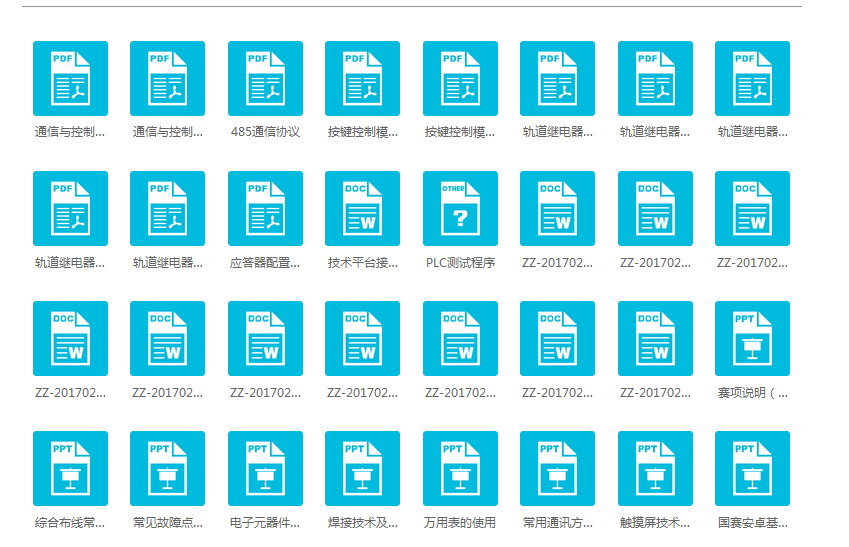 PDF PDF PDF PDF PDF PDF PDF PDF
通信与控制... 通信与控制... 485通信协议 按键控制模... 按键控制模... 轨道继电器... 轨道继电器... 轨道继电器...
PDF PDF PDF DOC OTHER DOC DOC DOC
W W W W
轨道继电器... 轨道继电器... 应答器配置... 技术平台接... PLC测试程序 ZZ-201702... ZZ-201702... ZZ-201702...
DOC DOC DOC DOC DOC DOC DOC PPT
W W W W W W W
ZZ-201702... ZZ-201702... ZZ-201702... ZZ-201702... ZZ-201702... ZZ-201702... ZZ-201702... 赛项说明（...
PPT PPT PPT PPT PPT PPT PPT PPT
综合布线常... 常见故障点... 电子元器件... 焊接技术及... 万用表的使用 常用通讯方... 触摸屏技术... 国赛安卓基...